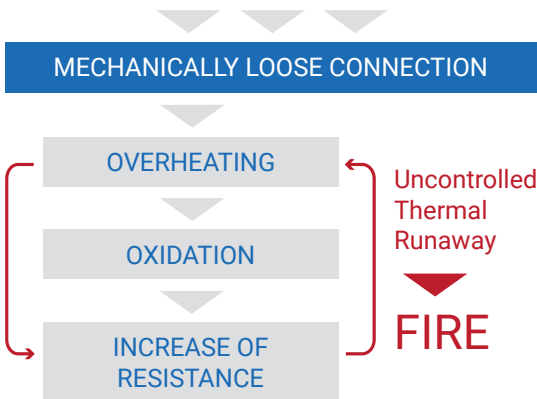 MECHANICALLY LOOSE CONNECTION
OVERHEATING
Uncontrolled
Thermal
Runaway
OXIDATION
FIRE
INCREASE OF
RESISTANCE